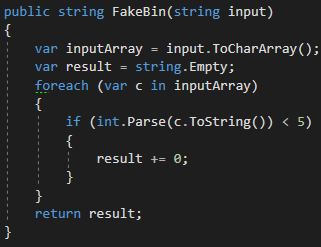 public string FakeBin(string input)
{
    var inputArray = input.ToCharArray();
    var result = string.Empty;
    foreach (var c in inputArray)
    {
        if (int.Parse(c.ToString()) < 5)
        {
            result += 0;
        }
    }
    return result;
}